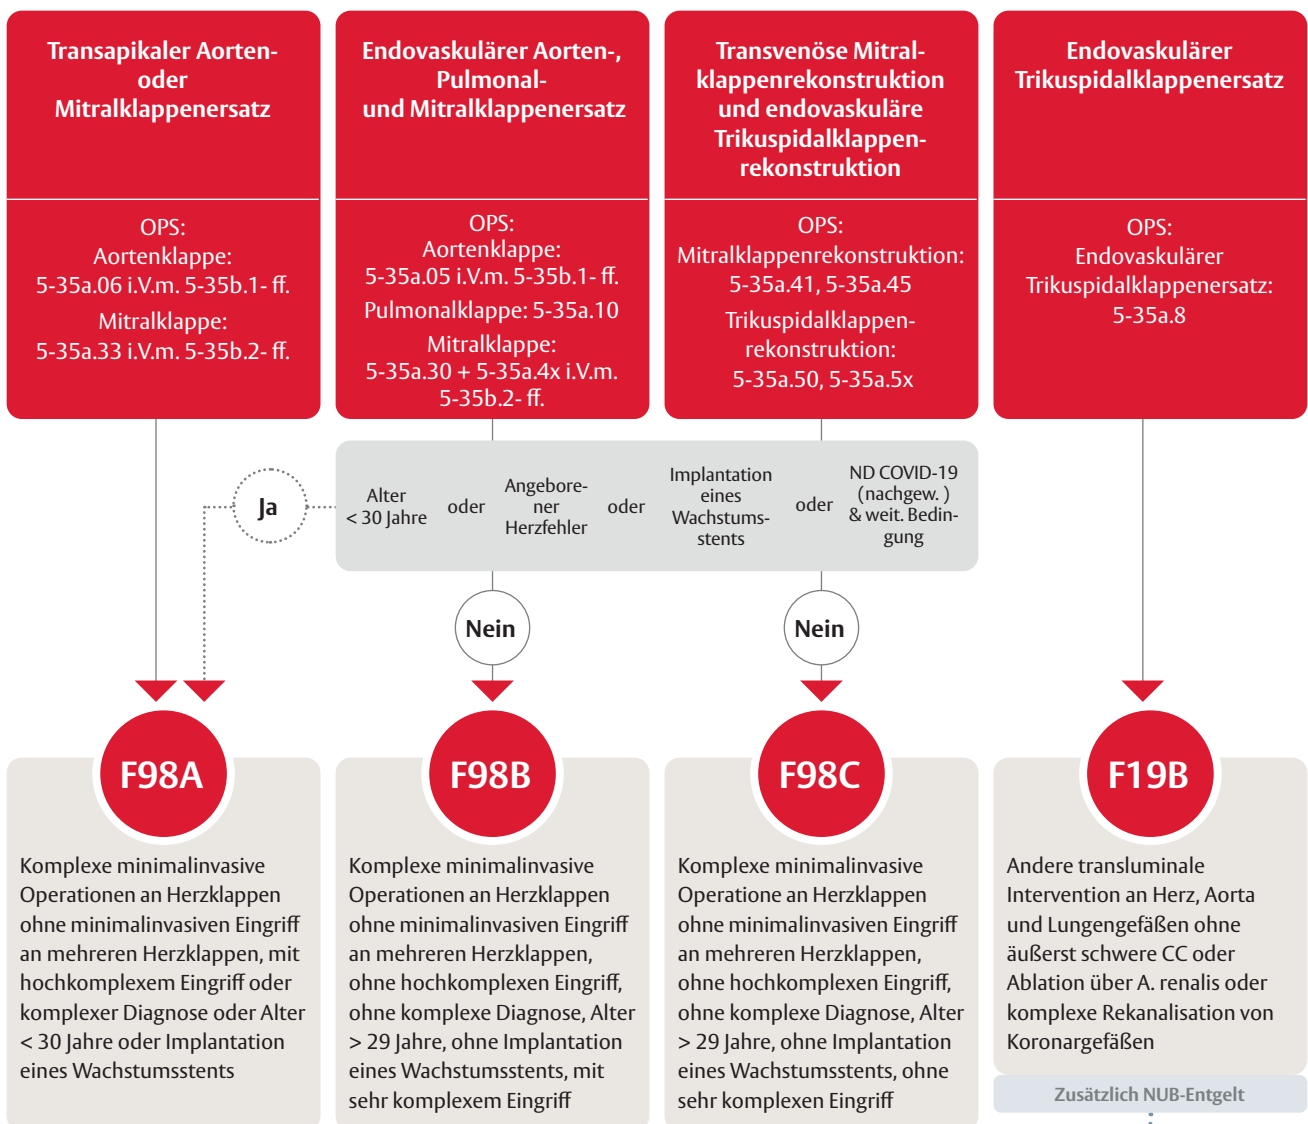 Transapikaler Aorten-
oder
Mitralklappenersatz
OPS:
Aortenklappe:
5-35a.06 i.V.m. 5-35b.1- ff.
Mitralklappe:
5-35a.33 i.V.m. 5-35b.2- ff.
Endovaskulärer Aorten-,
Pulmonal-
und Mitralklappenersatz
OPS:
Aortenklappe:
5-35a.05 i.V.m. 5-35b.1- ff.
Pulmonalklappe: 5-35a.10
Mitralklappe:
5-35a.30 + 5-35a.4x i.V.m.
5-35b.2- ff.
Transvenöse Mitral-
klappenrekonstruktion
und endovaskuläre
Trikuspidalklappen-
rekonstruktion
OPS:
Mitralklappenrekonstruktion:
5-35a.41, 5-35a.45
Trikuspidalklappen-
rekonstruktion:
5-35a.50, 5-35a.5x
Endovaskulärer
Trikuspidalklappenersatz
OPS:
Endovaskulärer
Trikuspidalklappenersatz:
5-35a.8
Ja
Alter
< 30 Jahre
oder
Angebore-
ner
Herzfehler
oder
Implantation
eines
Wachstums-
stents
oder
ND COVID-19
(nachgew. )
& weit. Bedin-
gung
Nein
Nein
F98A
Komplexe minimalinvasive
Operationen an Herzklappen
ohne minimalinvasiven Eingriff
an mehreren Herzklappen, mit
hochkomplexem Eingriff oder
komplexer Diagnose oder Alter
< 30 Jahre oder Implantation
eines Wachstumsstents
F98B
Komplexe minimalinvasive
Operationen an Herzklappen
ohne minimalinvasiven Eingriff
an mehreren Herzklappen,
ohne hochkomplexen Eingriff,
ohne komplexe Diagnose, Alter
> 29 Jahre, ohne Implantation
eines Wachstumsstents, mit
sehr komplexem Eingriff
F98C
Komplexe minimalinvasive
Operatione an Herzklappen
ohne minimalinvasiven Eingriff
an mehreren Herzklappen,
ohne hochkomplexen Eingriff,
ohne komplexe Diagnose, Alter
> 29 Jahre, ohne Implantation
eines Wachstumsstents, ohne
sehr komplexen Eingriff
F19B
Andere transluminale
Intervention an Herz, Aorta
und Lungengefäßen ohne
äußerst schwere CC oder
Ablation über A. renalis oder
komplexe Rekanalisation von
Koronargefäßen
Zusätzlich NUB-Entgelt